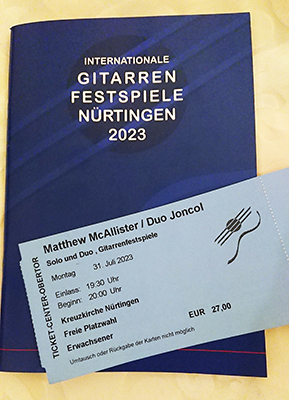 INTERNATIONALE
GITARREN
FESTSPIELE
NÜRTINGEN
2023
TICKET-CENTER-OBERTOR
Matthew McAllister / Duo Joncol
Solo und Duo , Gitarrenfestspiele
Montag 31. Juli 2023
Einlass: 19:30 Uhr
Beginn: 20:00 Uhr
Kreuzkirche Nürtingen
Freie Platzwahl
Erwachsener EUR 27,00
Umtausch oder Rückgabe der Karten nicht möglich